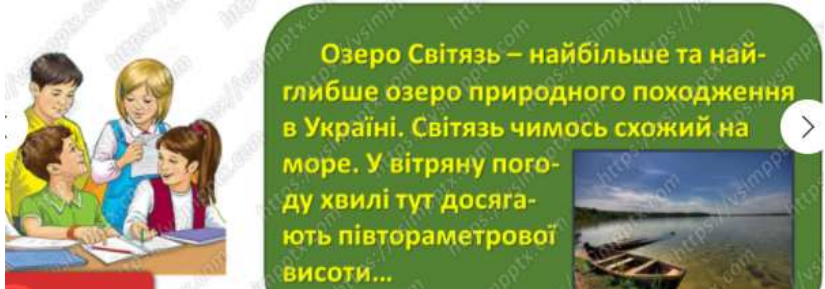 Озеро Світязь – найбільше та най-
глибше озеро природного походження
в Україні. Світязь чимось схожий на
море. У вітряну пого-
ду хвилі тут досяга-
ють півтораметрової
висоти...